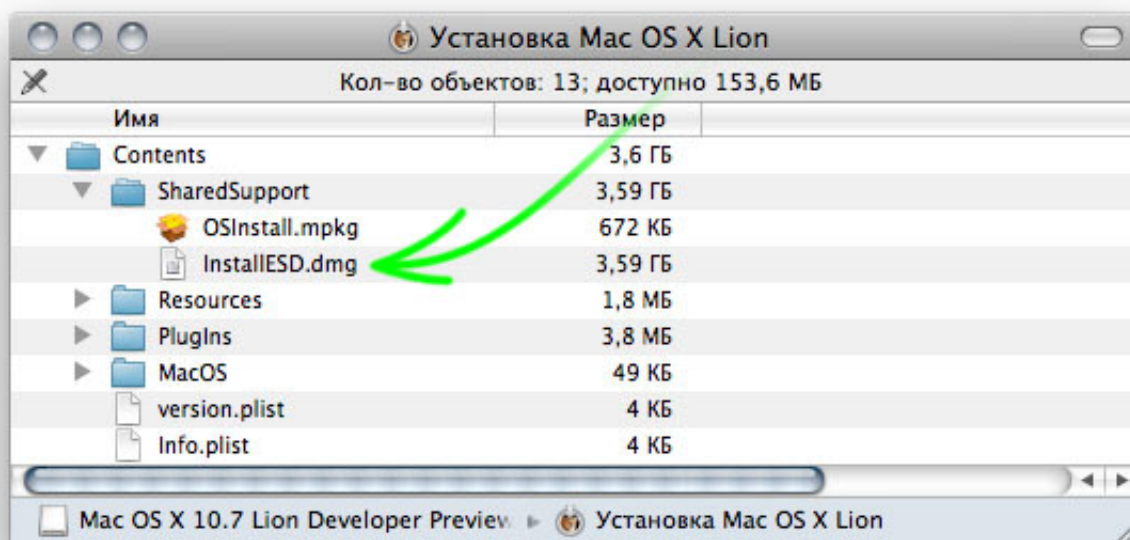 Установка Mac OS X Lion
Кол-во объектов: 13; доступно 153,6 МБ
Имя Размер
Contents 3,6 ГБ
SharedSupport 3,59 ГБ
OSInstall.mpkg 672 КБ
InstallESD.dmg 3,59 ГБ
Resources 1,8 МБ
PlugIns 3,8 МБ
MacOS 49 КБ
version.plist 4 КБ
Info.plist 4 КБ
Mac OS X 10.7 Lion Developer Preview Установка Mac OS X Lion